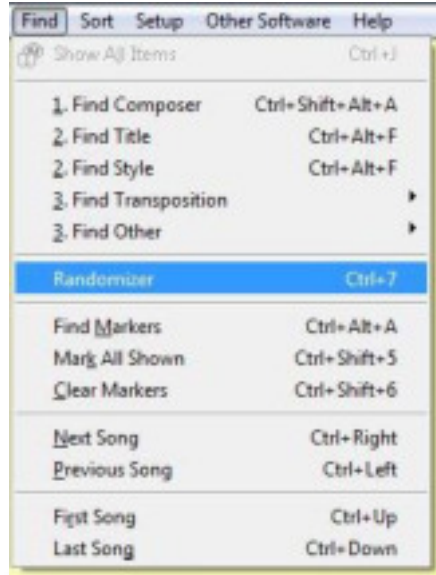 Find Sort Setup Other Software Help
Show All Items Ctrl+J
1. Find Composer Ctrl+Shift+Alt+A
2. Find Title Ctrl+Alt+F
2. Find Style Ctrl+Alt+F
3. Find Transposition
3. Find Other
Randomizer Ctrl+7
Find Markers Ctrl+Alt+A
Mark All Shown Ctrl+Shift+5
Clear Markers Ctrl+Shift+6
Next Song Ctrl+Right
Previous Song Ctrl+Left
First Song Ctrl+Up
Last Song Ctrl+Down